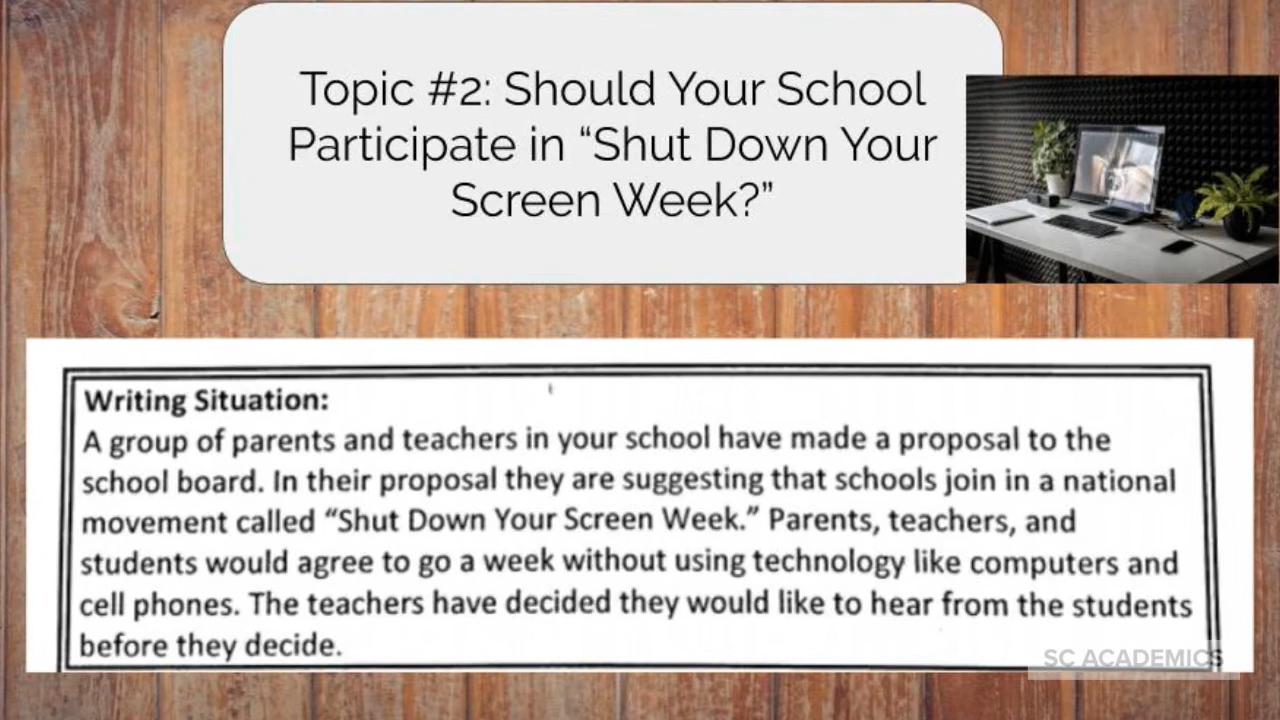 Topic #2: Should Your School
Participate in “Shut Down Your
Screen Week?”
Writing Situation:
A group of parents and teachers in your school have made a proposal to the
school board. In their proposal they are suggesting that schools join in a national
movement called “Shut Down Your Screen Week.” Parents, teachers, and
students would agree to go a week without using technology like computers and
cell phones. The teachers have decided they would like to hear from the students
before they decide.
SC ACADEMICS